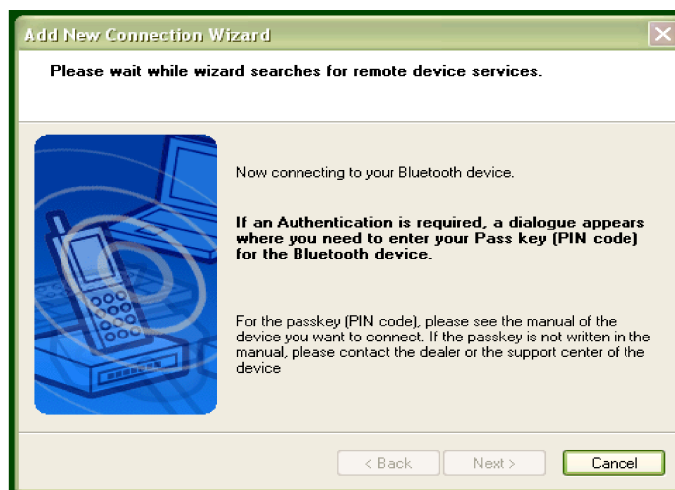 Add New Connection Wizard
Please wait while wizard searches for remote device services.
Now connecting to your Bluetooth device.
If an Authentication is required, a dialogue appears
where you need to enter your Pass key (PIN code)
for the Bluetooth device.
For the passkey (PIN code), please see the manual of the
device you want to connect. If the passkey is not written in the
manual, please contact the dealer or the support center of the
device
< Back
Next >
Cancel